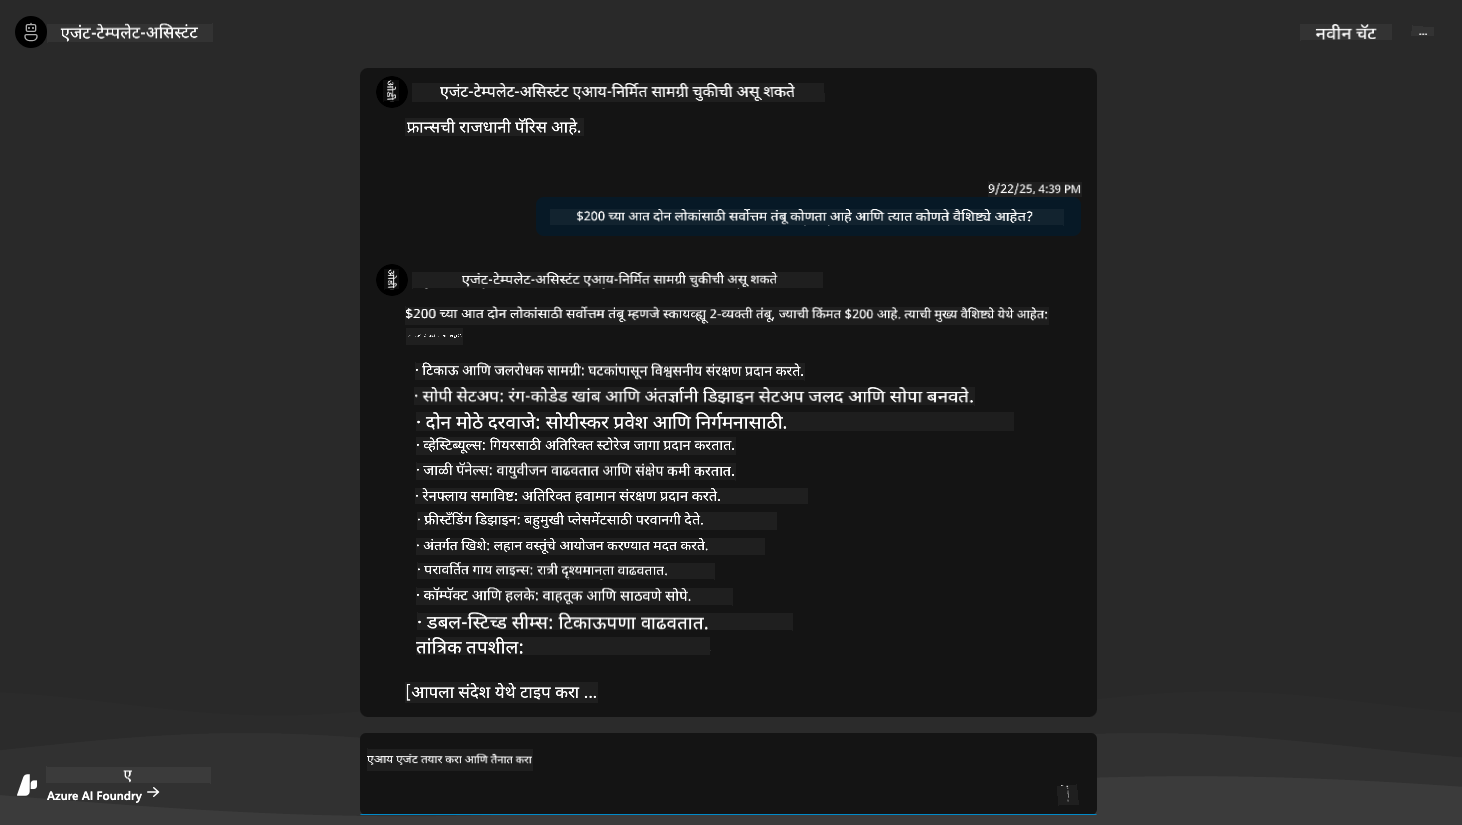 एजंट-टेम्पलेट-असिस्टंट
नवीन चॅट
...
एजंट-टेम्पलेट-असिस्टंट एआय-निर्मित सामग्री चुकीची असू शकते
फ्रान्सची राजधानी पॅरिस आहे.
9/22/25, 4:39 PM
$200 च्या आत दोन लोकांसाठी सर्वोत्तम तंबू कोणता आहे आणि त्यात कोणते वैशिष्ट्ये आहेत?
एजंट-टेम्पलेट-असिस्टंट एआय-निर्मित सामग्री चुकीची असू शकते
$200 च्या आत दोन लोकांसाठी सर्वोत्तम तंबू म्हणजे स्कायव्ह्यू 2-व्यक्ती तंबू, ज्याची किंमत $200 आहे. त्याची मुख्य वैशिष्ट्ये येथे आहेत:
· टिकाऊ आणि जलरोधक सामग्री: घटकांपासून विश्वसनीय संरक्षण प्रदान करते.
· सोपी सेटअप: रंग-कोडेड खांब आणि अंतर्ज्ञानी डिझाइन सेटअप जलद आणि सोपा बनवते.
· दोन मोठे दरवाजे: सोयीस्कर प्रवेश आणि निर्गमनासाठी.
· व्हेस्टिब्यूल्स: गियरसाठी अतिरिक्त स्टोरेज जागा प्रदान करतात.
· जाळी पॅनेल्स: वायुवीजन वाढवतात आणि संक्षेप कमी करतात.
· रेनफ्लाय समाविष्ट: अतिरिक्त हवामान संरक्षण प्रदान करते.
· फ्रीस्टँडिंग डिझाइन: बहुमुखी प्लेसमेंटसाठी परवानगी देते.
· अंतर्गत खिशे: लहान वस्तूंचे आयोजन करण्यात मदत करते.
· परावर्तित गाय लाइन्स: रात्री दृश्यमानता वाढवतात.
· कॉम्पॅक्ट आणि हलके: वाहतूक आणि साठवणे सोपे.
· डबल-स्टिच्ड सीम्स: टिकाऊपणा वाढवतात.
तांत्रिक तपशील:
[आपला संदेश येथे टाइप करा ...
एआय एजंट तयार करा आणि तैनात करा
ए
Azure AI Foundry →